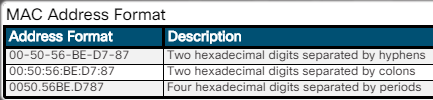 MAC Address Format
Address Format Description
00-50-56-BE-D7-87 Two hexadecimal digits separated by hyphens
00:50:56:BE:D7:87 Two hexadecimal digits separated by colons
0050.56BE.D787 Four hexadecimal digits separated by periods